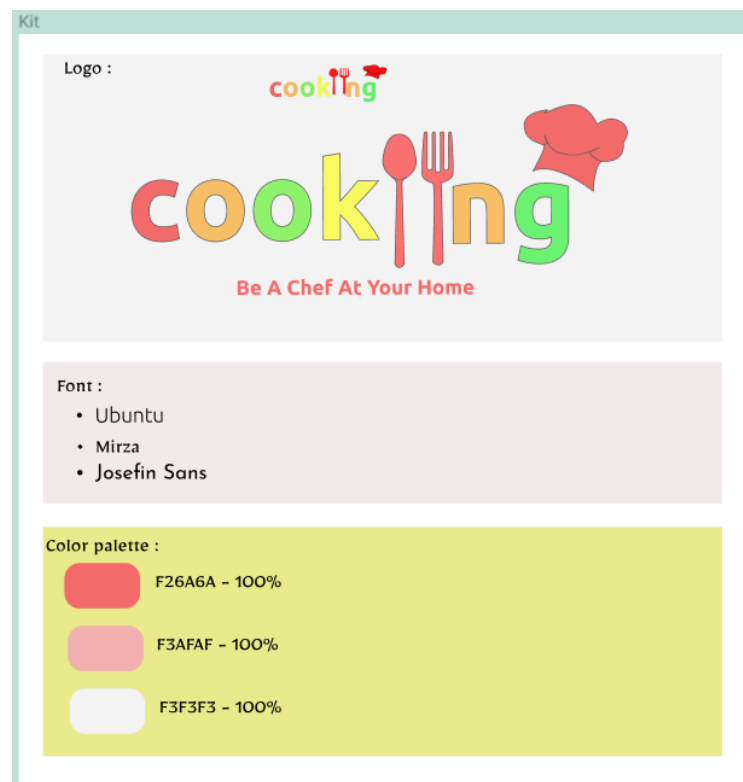 Kit
Logo :
cooking
cooking
Be A Chef At Your Home
Font :
• Ubuntu
• Mirza
• Josefin Sans
Color palette :
F26A6A - 100%
F3AFAF - 100%
F3F3F3 - 100%